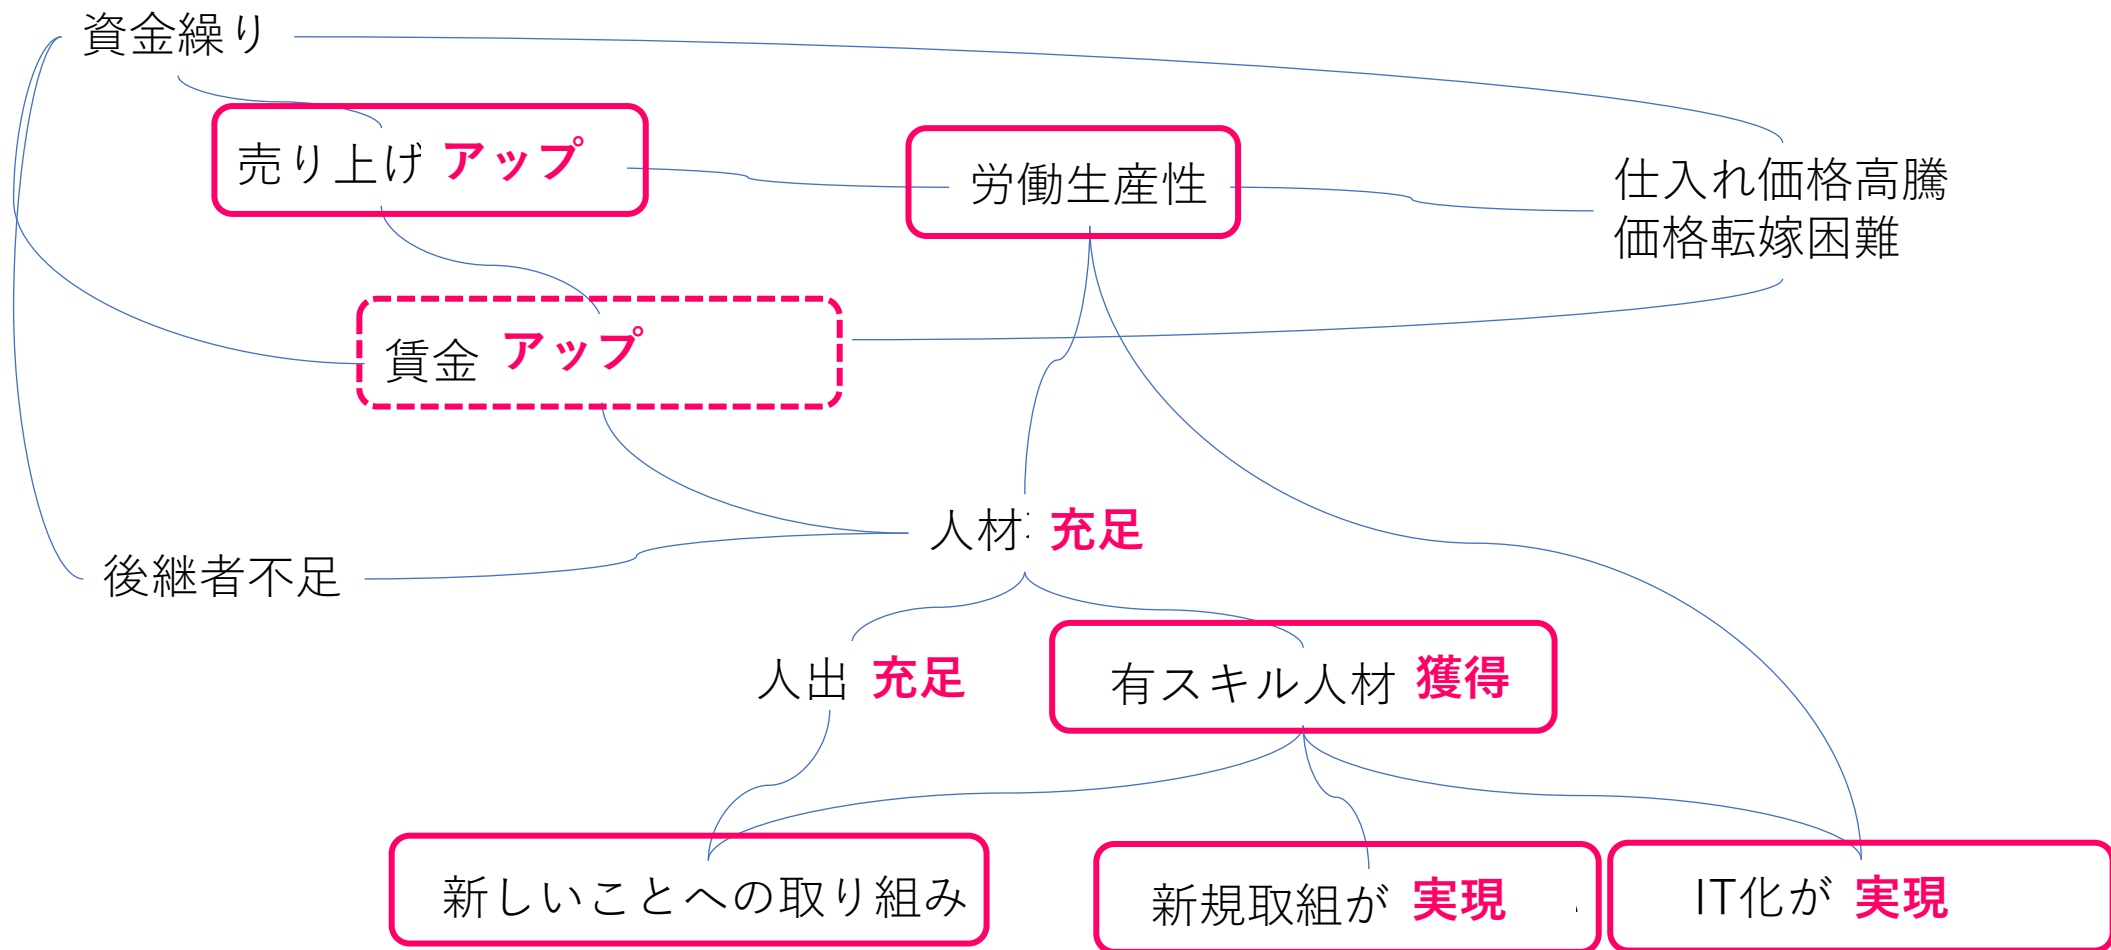 資金繰り
売り上げ アップ
労働生産性
仕入れ価格高騰
価格転嫁困難
賃金 アップ
人材 充足
後継者不足
人出 充足
有スキル人材 獲得
新しいことへの取り組み
新規取組が 実現
IT化が 実現